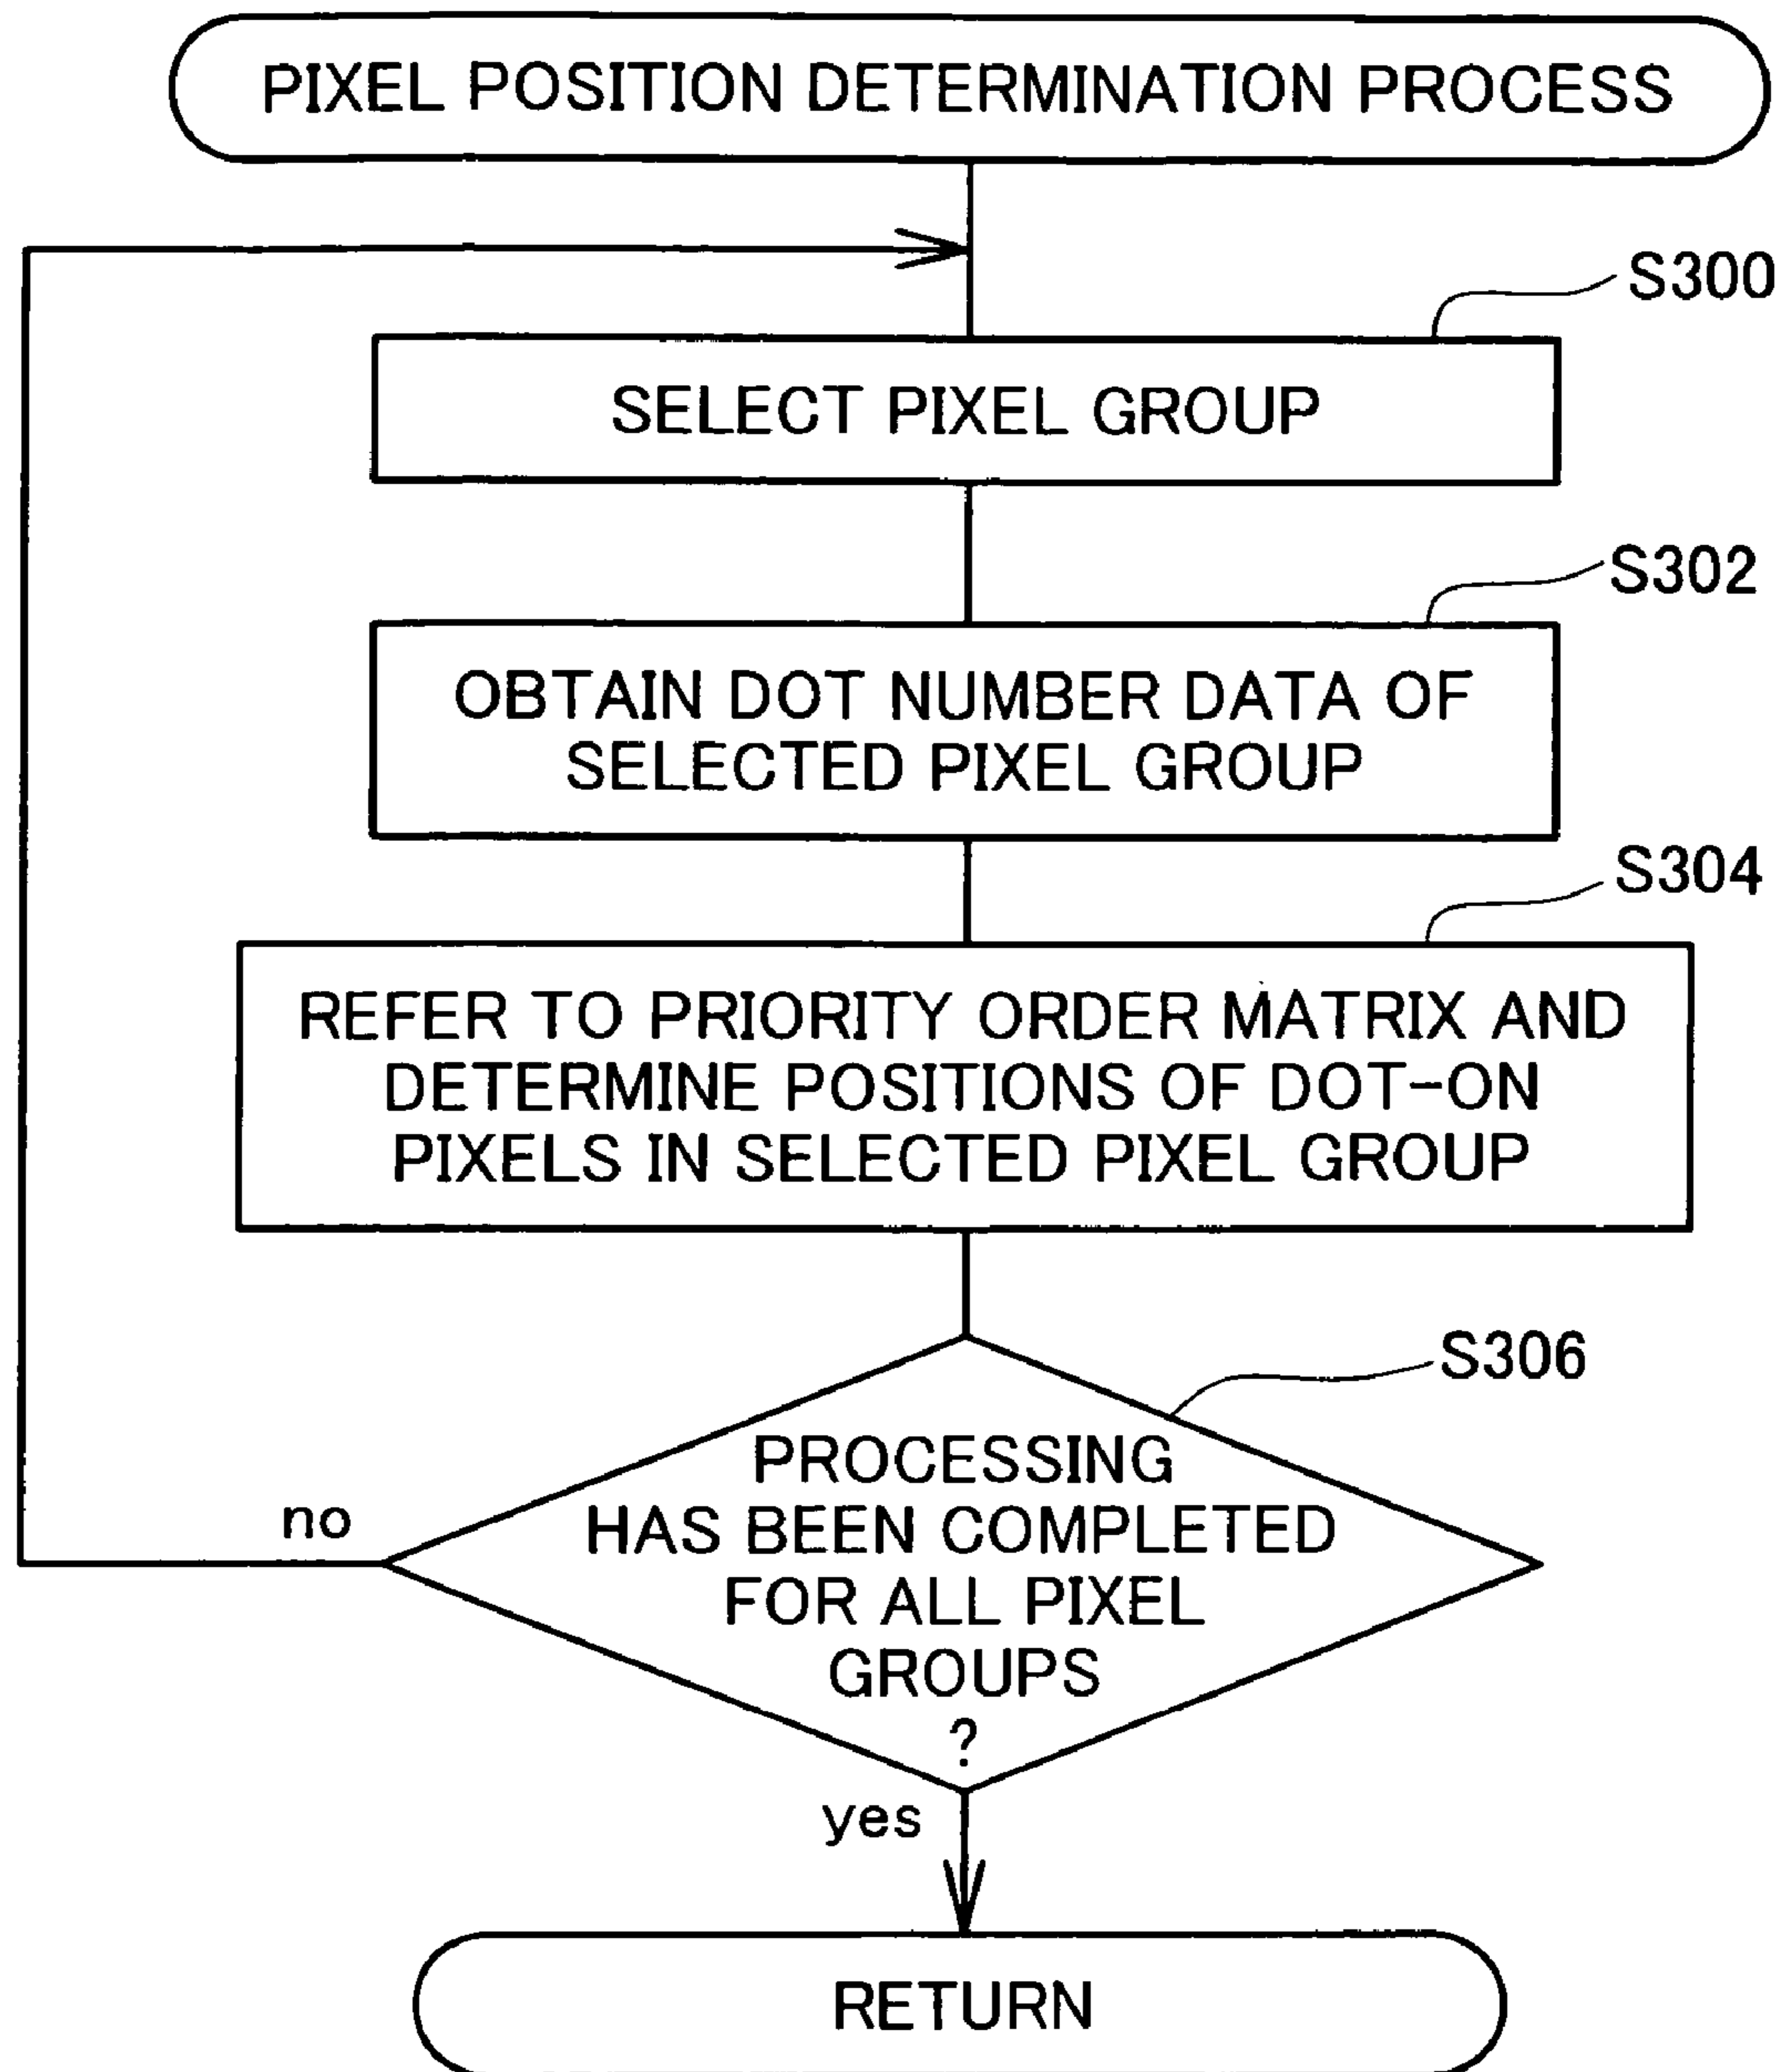 PIXEL POSITION DETERMINATION PROCESS
S300
SELECT PIXEL GROUP
S302
OBTAIN DOT NUMBER DATA OF
SELECTED PIXEL GROUP
S304
REFER TO PRIORITY ORDER MATRIX AND
DETERMINE POSITIONS OF DOT-ON
PIXELS IN SELECTED PIXEL GROUP
S306
PROCESSING
HAS BEEN COMPLETED
FOR ALL PIXEL
GROUPS
?
no
yes
RETURN